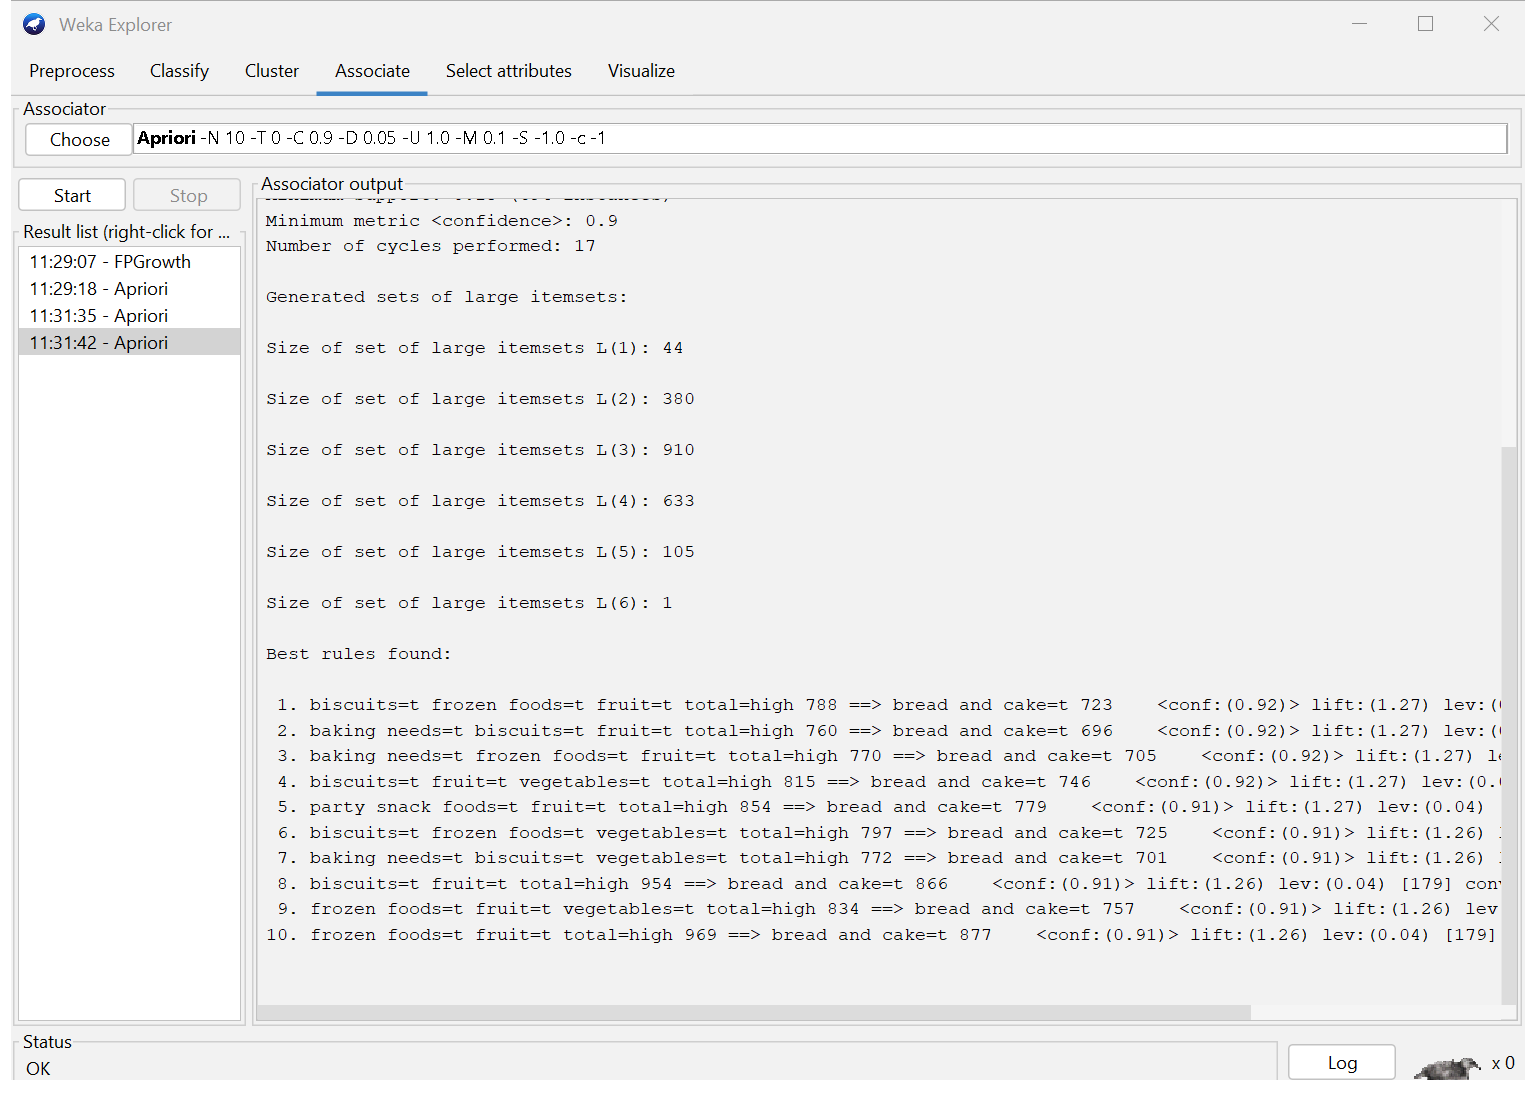 Weka Explorer
Preprocess Classify Cluster Associate Select attributes Visualize
Associator
Choose Apriori -N 10 -T 0 -C 0.9 -D 0.05 -U 1.0 -M 0.1 -S -1.0 -c -1
Start Stop
Result list (right-click for ...
11:29:07 - FPGrowth
11:29:18 - Apriori
11:31:35 - Apriori
11:31:42 - Apriori
Associator output
Minimum metric <confidence>: 0.9
Number of cycles performed: 17
Generated sets of large itemsets:
Size of set of large itemsets L(1): 44
Size of set of large itemsets L(2): 380
Size of set of large itemsets L(3): 910
Size of set of large itemsets L(4): 633
Size of set of large itemsets L(5): 105
Size of set of large itemsets L(6): 1
Best rules found:
1. biscuits=t frozen foods=t fruit=t total=high 788 ==> bread and cake=t 723 <conf:(0.92)> lift:(1.27) lev:(
2. baking needs=t biscuits=t fruit=t total=high 760 ==> bread and cake=t 696 <conf:(0.92)> lift:(1.27) lev:(
3. baking needs=t frozen foods=t fruit=t total=high 770 ==> bread and cake=t 705 <conf:(0.92)> lift:(1.27)
4. biscuits=t fruit=t vegetables=t total=high 815 ==> bread and cake=t 746 <conf:(0.92)> lift:(1.27) lev:(0.
5. party snack foods=t fruit=t total=high 854 ==> bread and cake=t 779 <conf:(0.91)> lift:(1.27) lev:(0.04)
6. biscuits=t frozen foods=t vegetables=t total=high 797 ==> bread and cake=t 725 <conf:(0.91)> lift:(1.26)
7. baking needs=t biscuits=t vegetables=t total=high 772 ==> bread and cake=t 701 <conf:(0.91)> lift:(1.26)
8. biscuits=t fruit=t total=high 954 ==> bread and cake=t 866 <conf:(0.91)> lift:(1.26) lev:(0.04) [179] con
9. frozen foods=t fruit=t vegetables=t total=high 834 ==> bread and cake=t 757 <conf:(0.91)> lift:(1.26) lev
10. frozen foods=t fruit=t total=high 969 ==> bread and cake=t 877 <conf:(0.91)> lift:(1.26) lev:(0.04) [179]
Status
OK
Log
x 0